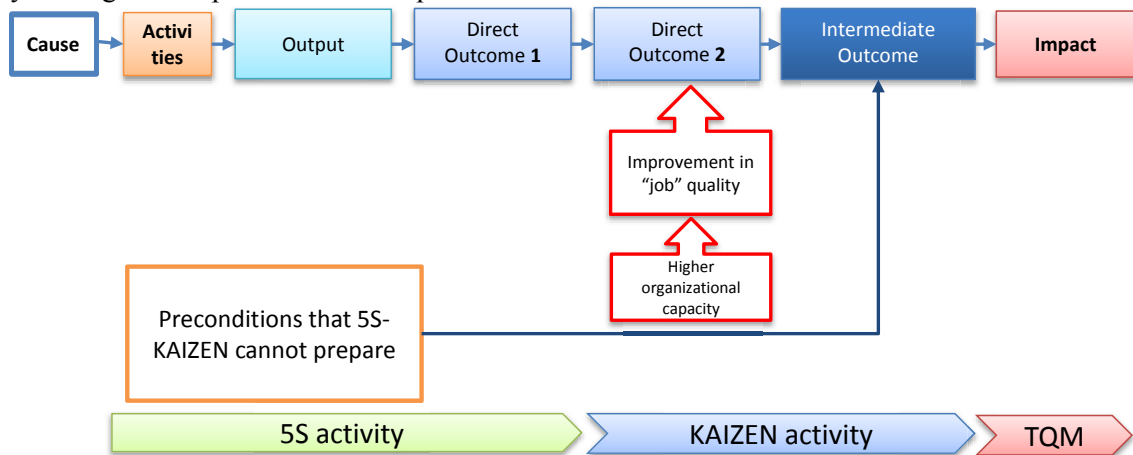 Cause
Activi
ties
Output
Direct
Outcome 1
Direct
Outcome 2
Intermediate
Outcome
Impact
Improvement in
“job” quality
Higher
organizational
capacity
Preconditions that 5S-
KAIZEN cannot prepare
5S activity
KAIZEN activity
TQM